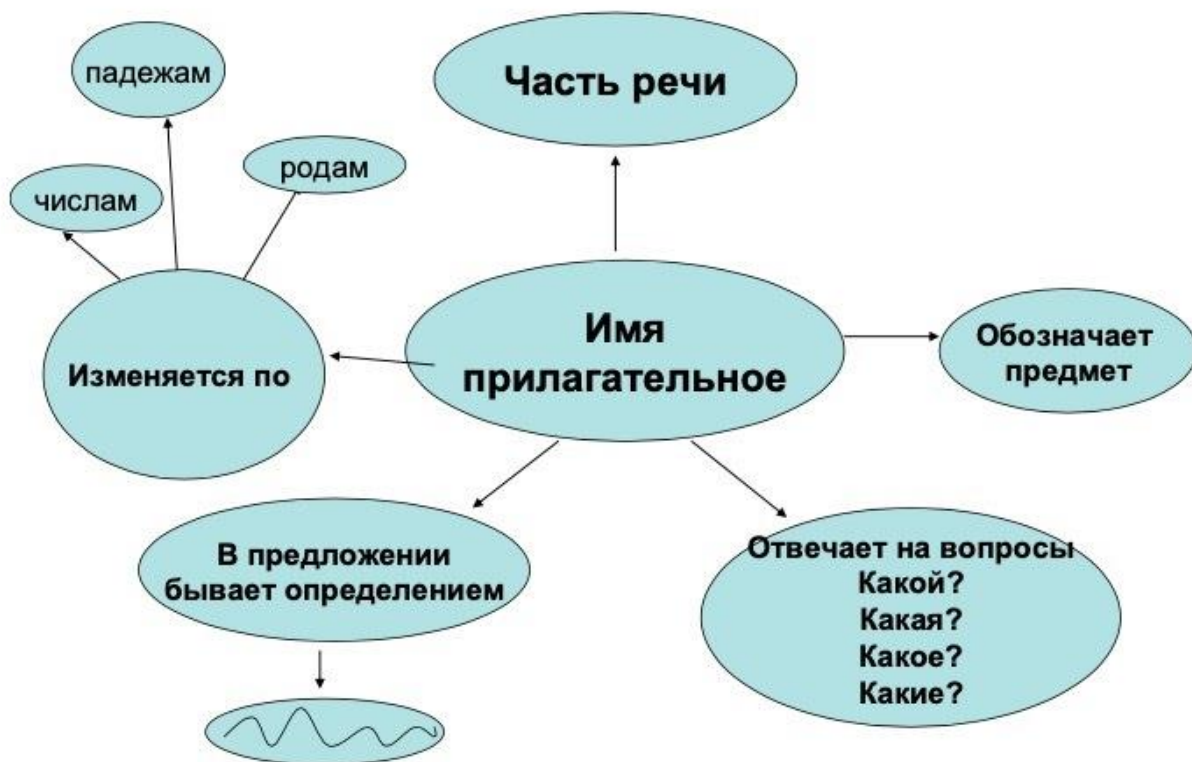 Часть речи
падежам
родам
числам
Имя
прилагательное
Обозначает
предмет
Изменяется по
В предложении
бывает определением
Отвечает на вопросы
Какой?
Какая?
Какое?
Какие?